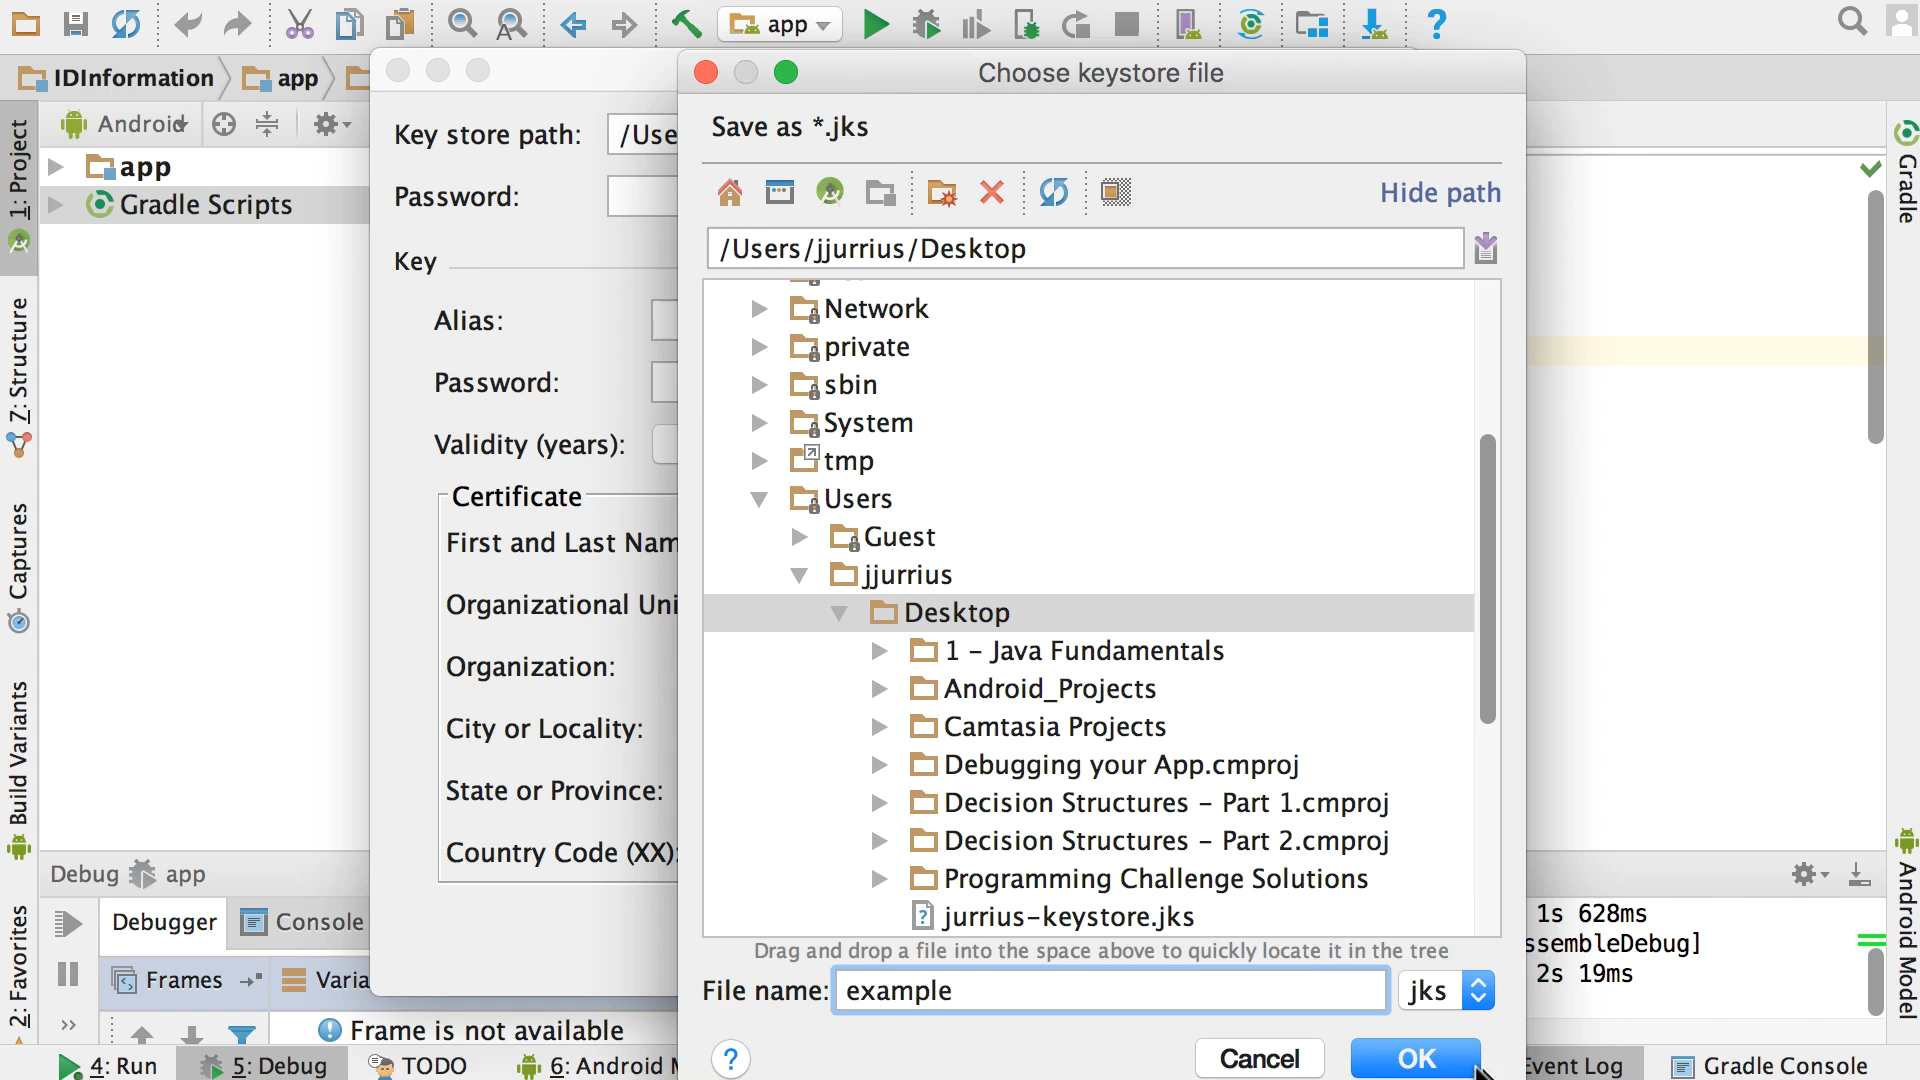 app
IDInformation
app
Choose keystore file
1: Project
Android
app
Gradle Scripts
Key store path:
/Use
Password:
Key
Alias:
Password:
Validity (years):
Certificate
First and Last Nam
Organizational Uni
Organization:
City or Locality:
State or Province:
Country Code (XX):
Save as *.jks
Hide path
/Users/jjurrius/Desktop
Network
private
sbin
System
tmp
Users
Guest
jjurrius
Desktop
1 - Java Fundamentals
Android_Projects
Camtasia Projects
Debugging your App.cmproj
Decision Structures - Part 1.cmproj
Decision Structures - Part 2.cmproj
Programming Challenge Solutions
jurrius-keystore.jks
Drag and drop a file into the space above to quickly locate it in the tree
File name:
example
jks
Cancel
OK
Z: Structure
Captures
Build Variants
2: Favorites
Gradle
Android Model
Debug app
Debugger
Console
Frames
Varia
Frame is not available
1s 628ms
ssembleDebug]
2s 19ms
4: Run
5: Debug
TODO
6: Android M
Event Log
Gradle Console